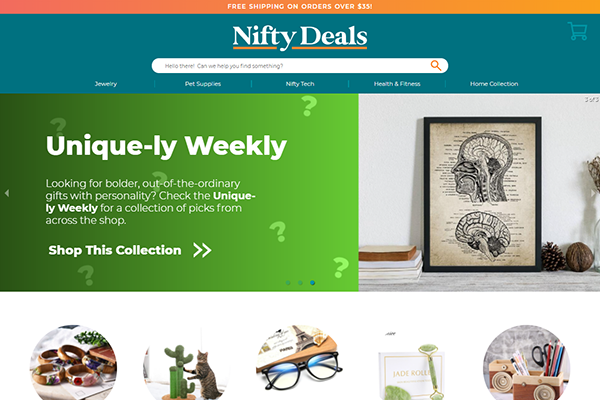 FREE SHIPPING ON ORDERS OVER $35!
Nifty Deals
Hello there! Can we help you find something?
Jewelry
Pet Supplies
Nifty Tech
Health & Fitness
Home Collection
3 of 3
Unique-ly Weekly
Looking for bolder, out-of-the-ordinary
gifts with personality? Check the Unique-
ly Weekly for a collection of picks from
across the shop.
Shop This Collection
?
?
?
?
?
JADE ROLLER